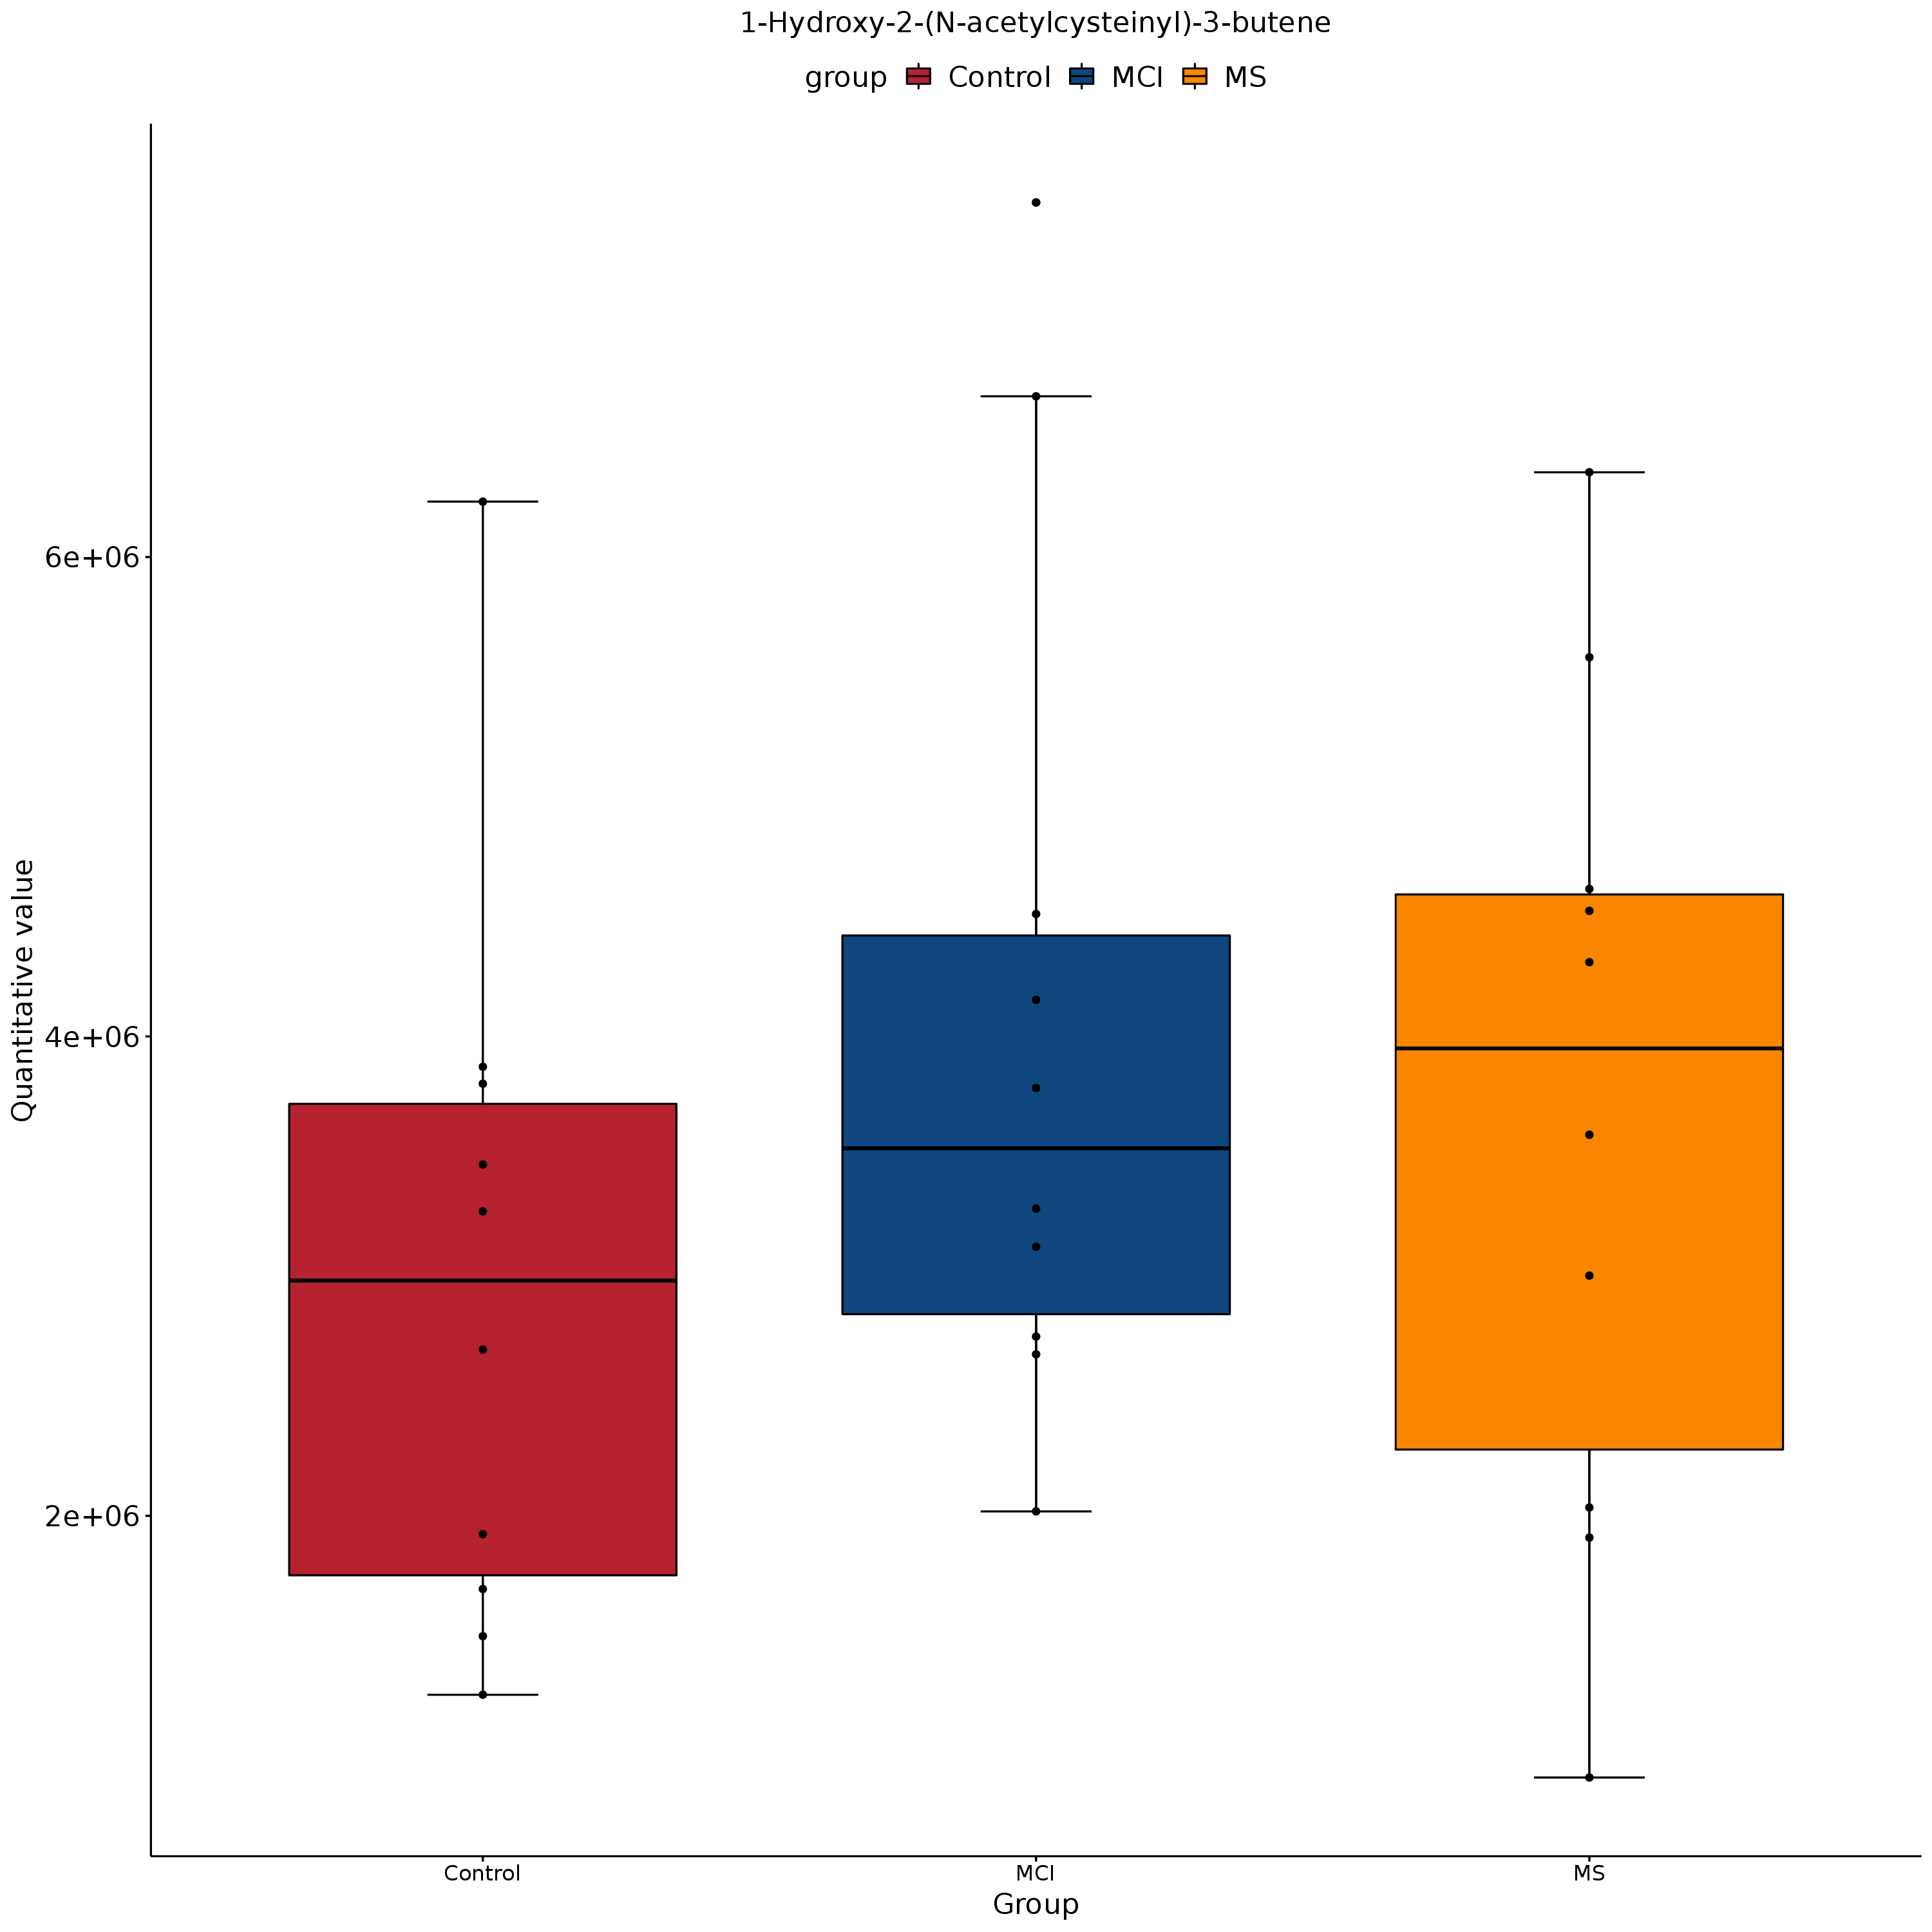 1-Hydroxy-2-(N-acetylcysteinyl)-3-butene
group Control MCI MS
Quantitative value
6e+06
4e+06
2e+06
Control MCI MS
Group